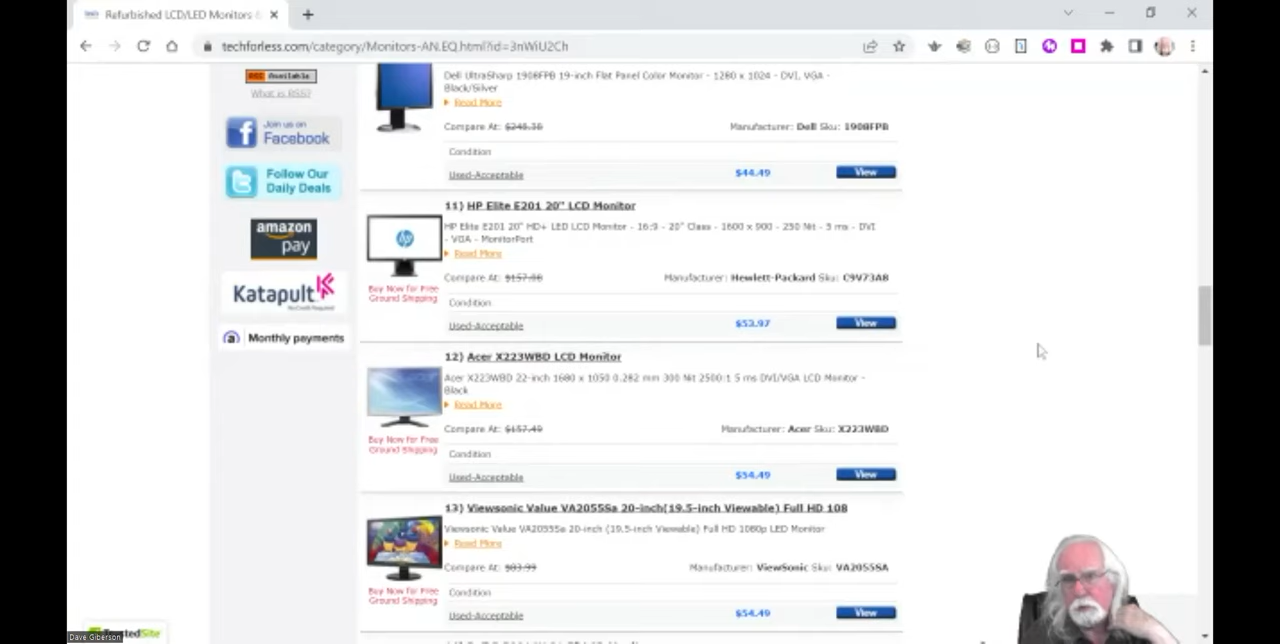 Refurbished LCD/LED Monitors &
techforless.com/category/Monitors-AN.EQ.html?id=3nWiU2Ch
RSS Available
What is RSS?
Join us on
Facebook
Follow Our
Daily Deals
amazon
pay
Katapult
No Credit Required
Monthly payments
Dell UltraSharp 1908FPB 19-inch Flat Panel Color Monitor - 1280 x 1024 - DVI, VGA -
Black/Silver
Read More
Compare At: Manufacturer: Dell Sku: 1908FPB
Condition
Used-Acceptable $44.49 View
11) HP Elite E201 20" LCD Monitor
HP Elite E201 20" HD+ LED LCD Monitor - 16:9 - 20" Class - 1600 x 900 - 250 Nit - 5 ms - DVI
- VGA - MonitorPort
Read More
Buy Now for Free
Ground Shipping
Compare At: Manufacturer: Hewlett-Packard Sku: C9V73A8
Condition
Used-Acceptable $53.97 View
12) Acer X223WBD LCD Monitor
Acer X223WBD 22-inch 1680 x 1050 0.282 mm 300 Nit 2500:1 5 ms DVI/VGA LCD Monitor -
Black
Read More
Buy Now for Free
Ground Shipping
Compare At: $157.49 Manufacturer: Acer Sku: X223WBD
Condition
Used-Acceptable $54.49 View
13) Viewsonic Value VA2055Sa 20-inch(19.5-inch Viewable) Full HD 108
Viewsonic Value VA2055Sa 20-inch (19.5-inch Viewable) Full HD 1080p LED Monitor
Read More
Compare At: $83.99 Manufacturer: ViewSonic Sku: VA2055SA
Buy Now for Free
Ground Shipping
Condition
Used-Acceptable $54.49 View
TrustedSite
Dave Giberson